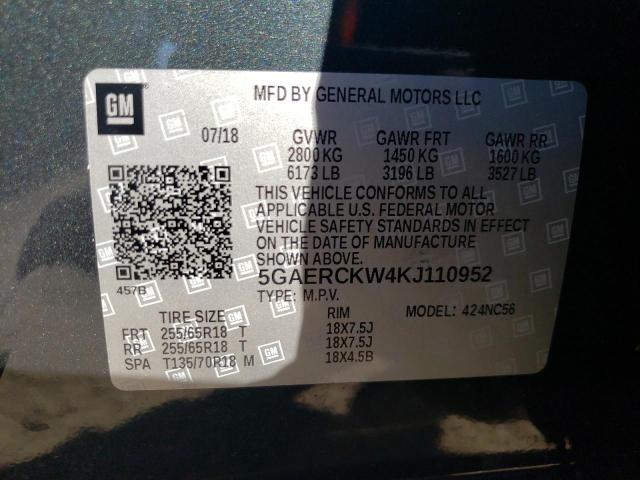 GM
MFD BY GENERAL MOTORS LLC
07/18 GVWR GAWR FRT GAWR RR
2800 KG 1450 KG 1600 KG
6173 LB 3196 LB 3527 LB
THIS VEHICLE CONFORMS TO ALL
APPLICABLE U.S. FEDERAL MOTOR
VEHICLE SAFETY STANDARDS IN EFFECT
ON THE DATE OF MANUFACTURE
SHOWN ABOVE.
457B
5GAERCKW4KJ110952
TYPE: M.P.V. MODEL: 424NC56
TIRE SIZE RIM
FRT 255/65R18 T 18X7.5J
RR 255/65R18 T 18X7.5J
SPA T135/70R18 M 18X4.5B